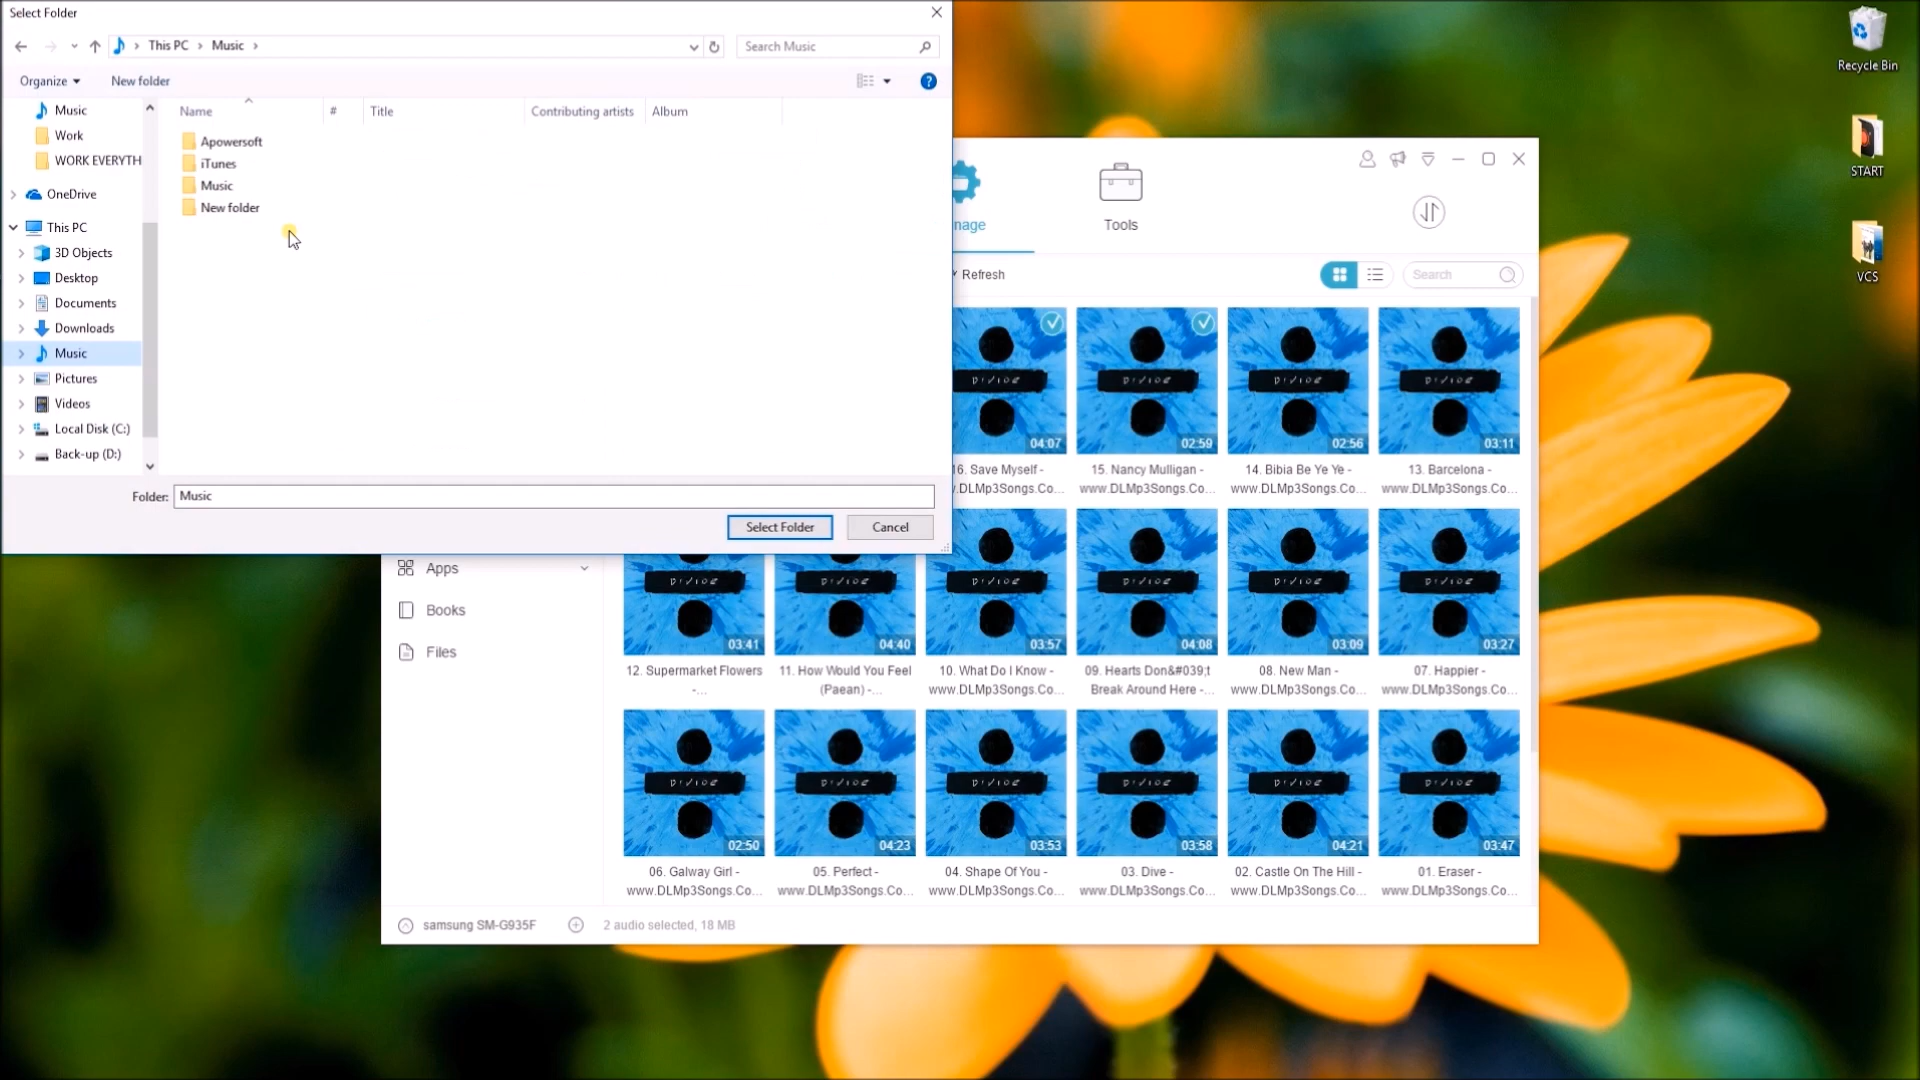 Select Folder
This PC > Music >
Search Music
Organize
New folder
Music
Work
WORK EVERYTH
OneDrive
This PC
3D Objects
Desktop
Documents
Downloads
Music
Pictures
Videos
Local Disk (C:)
Back-up (D:)
Name # Title Contributing artists Album
Apowersoft
iTunes
Music
New folder
Folder: Music
Select Folder
Cancel
Recycle Bin
START
VCS
nage
Tools
Refresh
Search
04:07
02:59
02:56
03:11
16. Save Myself -
www.DLMp3Songs.Co...
15. Nancy Mulligan -
www.DLMp3Songs.Co...
14. Bibia Be Ye Ye -
www.DLMp3Songs.Co...
13. Barcelona -
www.DLMp3Songs.Co...
Apps
Books
Files
03:41
04:40
03:57
04:08
03:09
03:27
12. Supermarket Flowers
-...
11. How Would You Feel
(Paean) -...
10. What Do I Know -
www.DLMp3Songs.Co...
09. Hearts Don&#039;t
Break Around Here -...
08. New Man -
www.DLMp3Songs.Co...
07. Happier -
www.DLMp3Songs.Co...
02:50
04:23
03:53
03:58
04:21
03:47
06. Galway Girl -
www.DLMp3Songs.Co...
05. Perfect -
www.DLMp3Songs.Co...
04. Shape Of You -
www.DLMp3Songs.Co...
03. Dive -
www.DLMp3Songs.Co...
02. Castle On The Hill -
www.DLMp3Songs.Co...
01. Eraser -
www.DLMp3Songs.Co...
samsung SM-G935F
2 audio selected, 18 MB